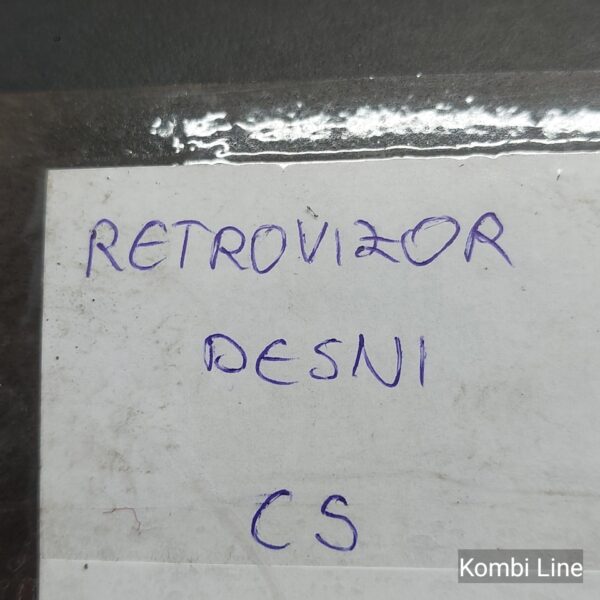 RETROVIZOR
DESNI
CS
Kombi Line